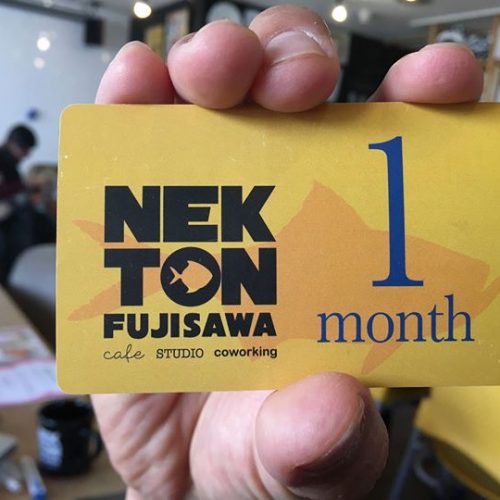 NEK
TON
FUJISAWA
cafe STUDIO coworking
1
month